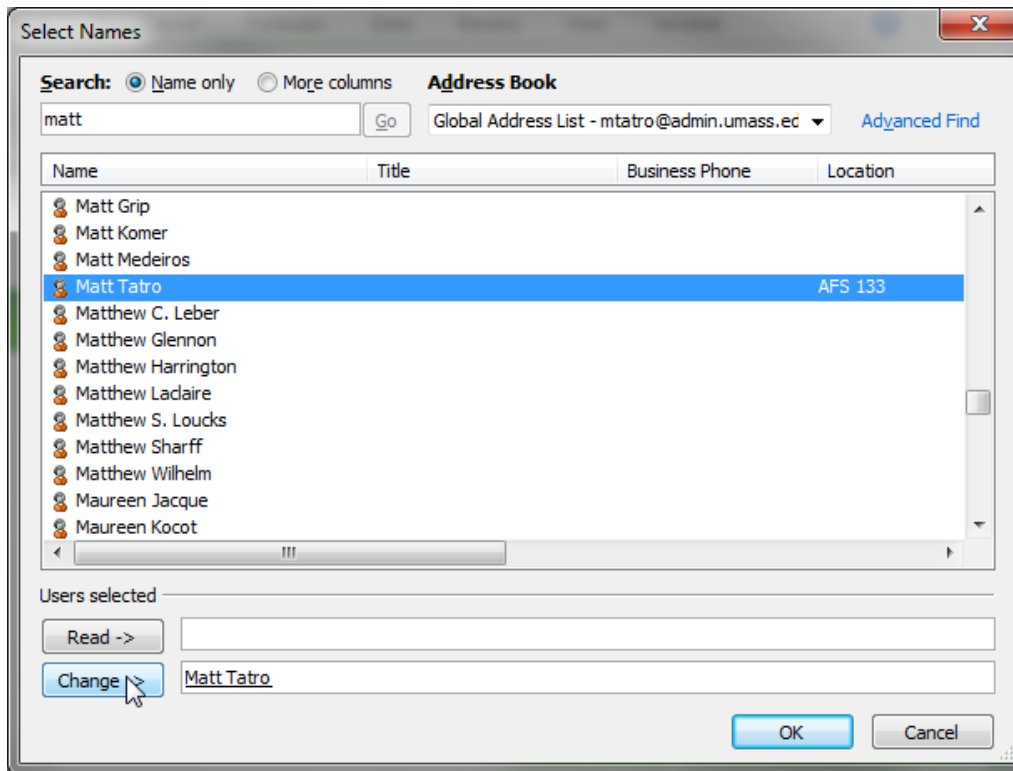 Select Names
Search: Name only More columns Address Book
matt Go Global Address List - mtatro@admin.umass.ed Advanced Find
Name Title Business Phone Location
Matt Grip
Matt Komer
Matt Medeiros
Matt Tatro AFS 133
Matthew C. Leber
Matthew Glennon
Matthew Harrington
Matthew Laclaire
Matthew S. Loucks
Matthew Sharff
Matthew Wilhelm
Maureen Jacque
Maureen Kocot
Users selected
Read ->
Change -> Matt Tatro
OK Cancel